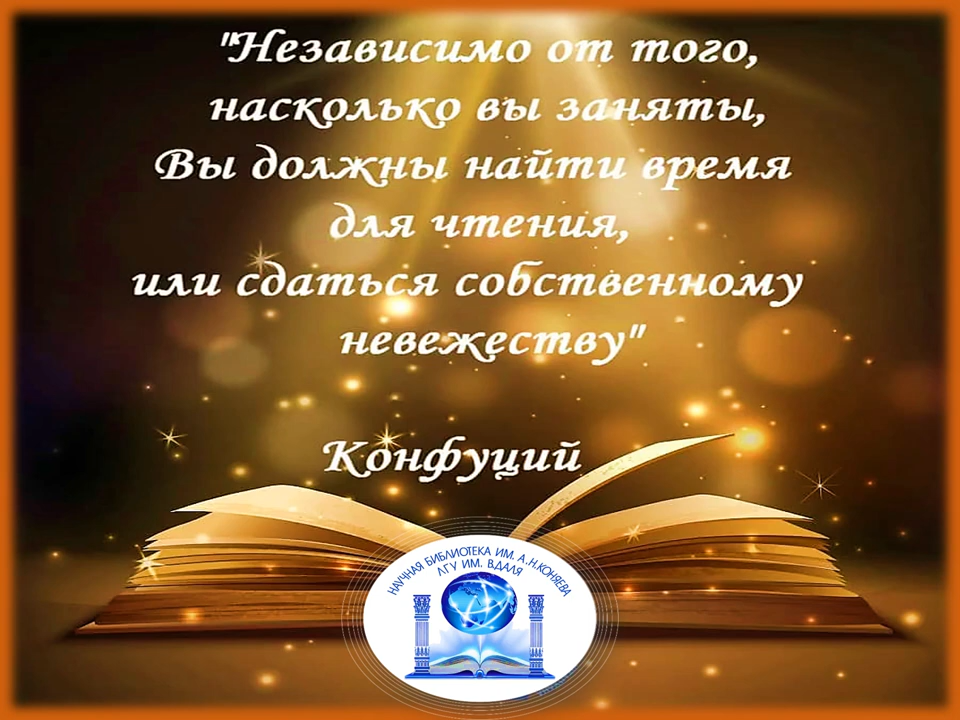 "Независимо от того,
насколько вы заняты,
Вы должны найти время
для чтения,
или сдаться собственному
невежеству"
Конфуций
НАУЧНАЯ БИБЛИОТЕКА ИМ. А.Н.КОНЯЕВА
ЛГУ ИМ. В.ДАЛЯ